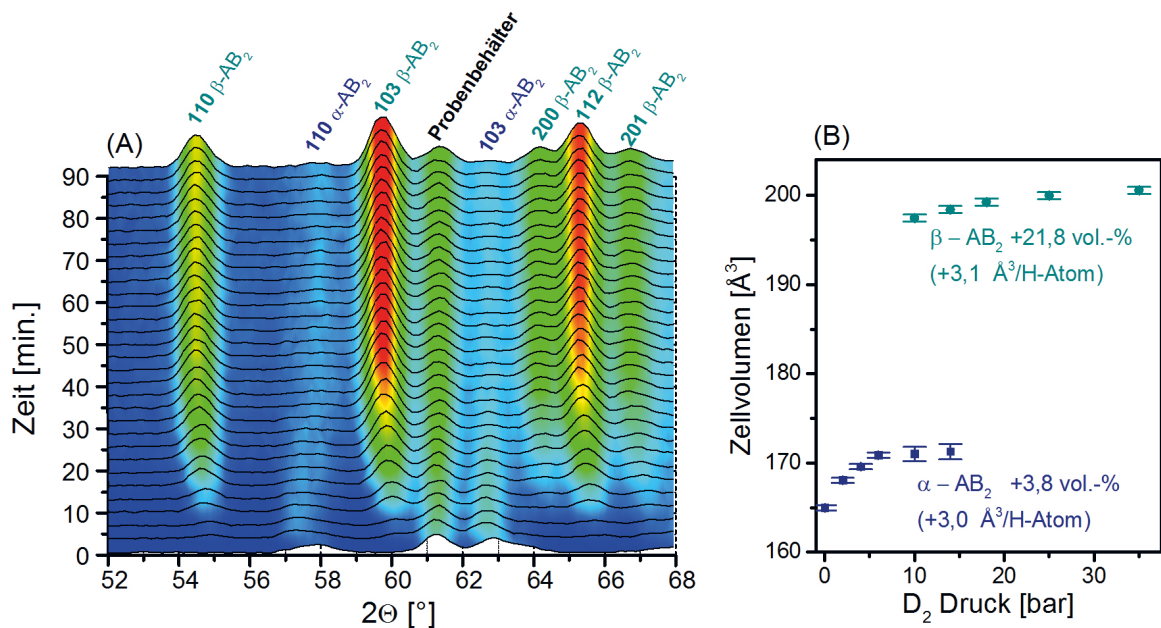 (A)
110 β-AB₂
110 α-AB₂
103 β-AB₂
Probenbehälter
103 α-AB₂
200 β-AB₂
112 β-AB₂
201 β-AB₂
Zeit [min.]
90
80
70
60
50
40
30
20
10
0
52
54
56
58
60
62
64
66
68
2Θ [°]
(B)
Zellvolumen [Å³]
200
190
180
170
160
β – AB₂ +21,8 vol.-%
(+3,1 Å³/H-Atom)
α – AB₂ +3,8 vol.-%
(+3,0 Å³/H-Atom)
0
10
20
30
D₂ Druck [bar]